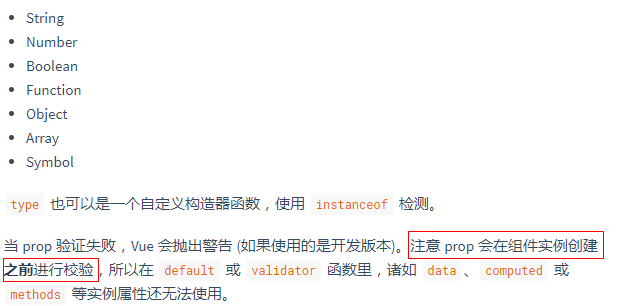 String
Number
Boolean
Function
Object
Array
Symbol
type 也可以是一个自定义构造器函数，使用 instanceof 检测。
当 prop 验证失败，Vue 会抛出警告 (如果使用的是开发版本)。注意 prop 会在组件实例创建
之前进行校验，所以在 default 或 validator 函数里，诸如 data 、 computed 或
methods 等实例属性还无法使用。